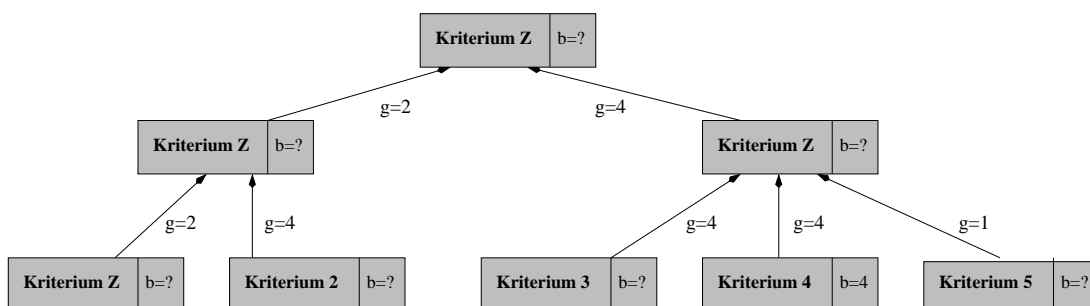 Kriterium Z b=?
g=2 g=4
Kriterium Z b=? Kriterium Z b=?
g=2 g=4 g=4 g=4 g=1
Kriterium Z b=? Kriterium 2 b=? Kriterium 3 b=? Kriterium 4 b=4 Kriterium 5 b=?